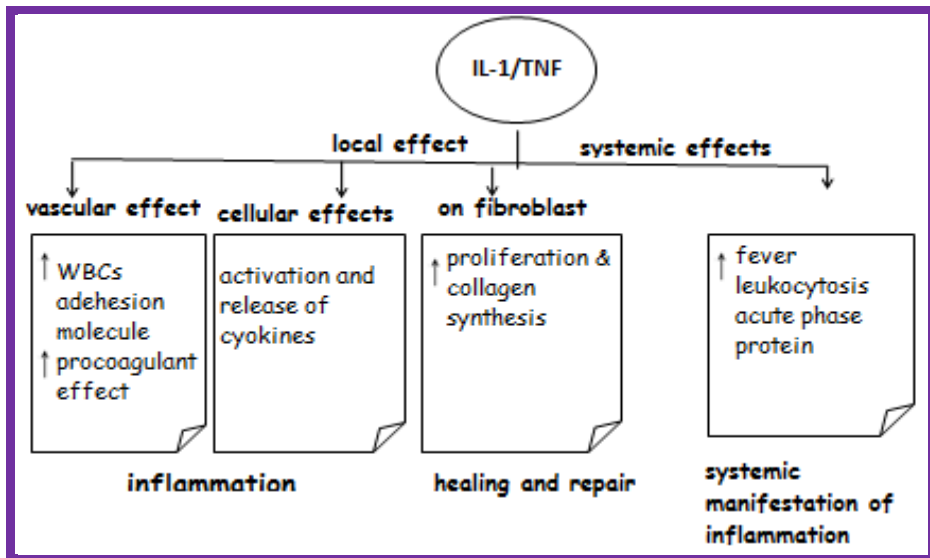 IL-1/TNF
local effect
systemic effects
vascular effect
↑ WBCs
adehesion
molecule
↑ procoagulant
effect
cellular effects
activation and
release of
cyokines
inflammation
on fibroblast
↑ proliferation &
collagen
synthesis
healing and repair
↑ fever
leukocytosis
acute phase
protein
systemic
manifestation of
inflammation